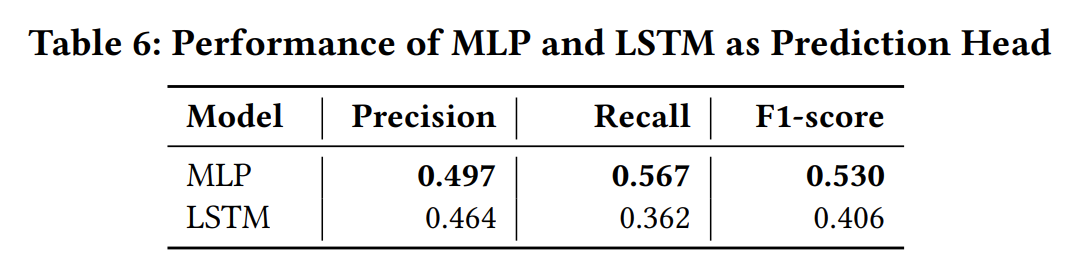 Table 6: Performance of MLP and LSTM as Prediction Head
Model Precision Recall F1-score
MLP 0.497 0.567 0.530
LSTM 0.464 0.362 0.406